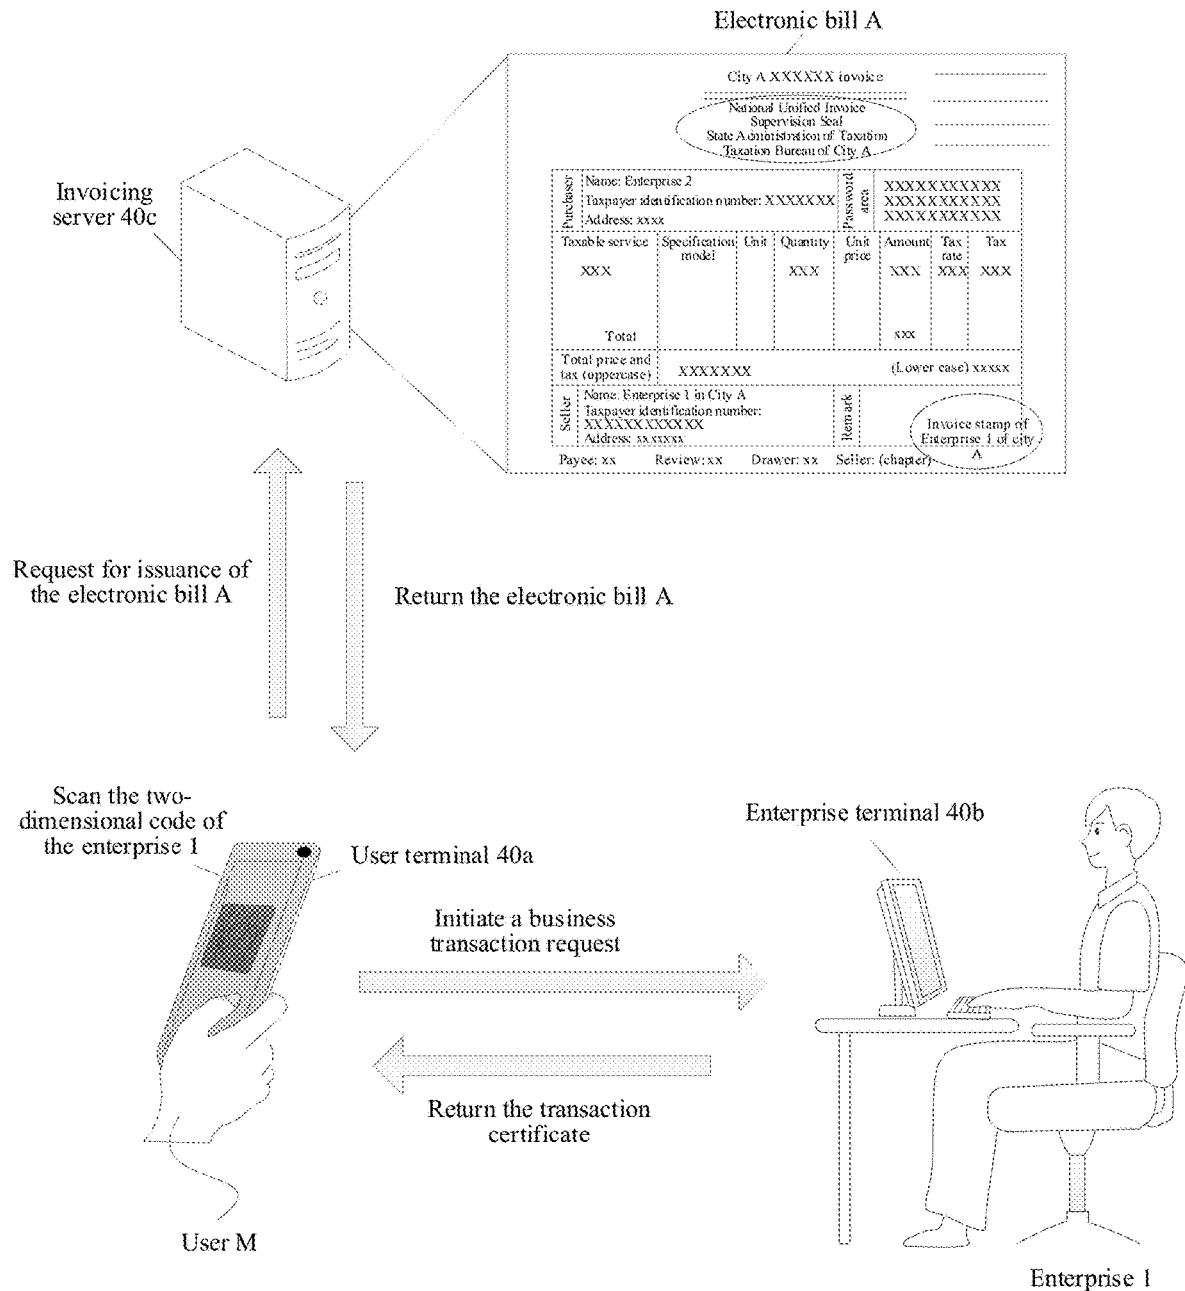 Electronic bill A
City A XXXXXX invoice
National Unified Invoice
Supervision Seal
State Administration of Taxation
Taxation Bureau of City A
Invoicing
server 40c
Purchaser
Name: Enterprise 2
Taxpayer identification number: XXXXXXX
Address: xxxx
Password
area
XXXXXXXXXXX
XXXXXXXXXXX
XXXXXXXXXXX
Taxable service
Specification
model
Unit
Quantity
Unit
price
Amount
Tax
rate
Tax
XXX
XXX
XXX
XXX
XXX
Total
xxx
Total price and
tax (uppercase)
XXXXXXX
(Lower case) xxxxx
Seller
Name: Enterprise 1 in City A
Taxpayer identification number:
XXXXXXXXXXXX
Address: xxxxxxx
Remark
Invoice stamp of
Enterprise 1 of city
A
Payee: xx
Review: xx
Drawer: xx
Seller: (chapter)
Request for issuance of
the electronic bill A
Return the electronic bill A
Scan the two-
dimensional code of
the enterprise 1
User terminal 40a
Enterprise terminal 40b
Initiate a business
transaction request
Return the transaction
certificate
User M
Enterprise 1